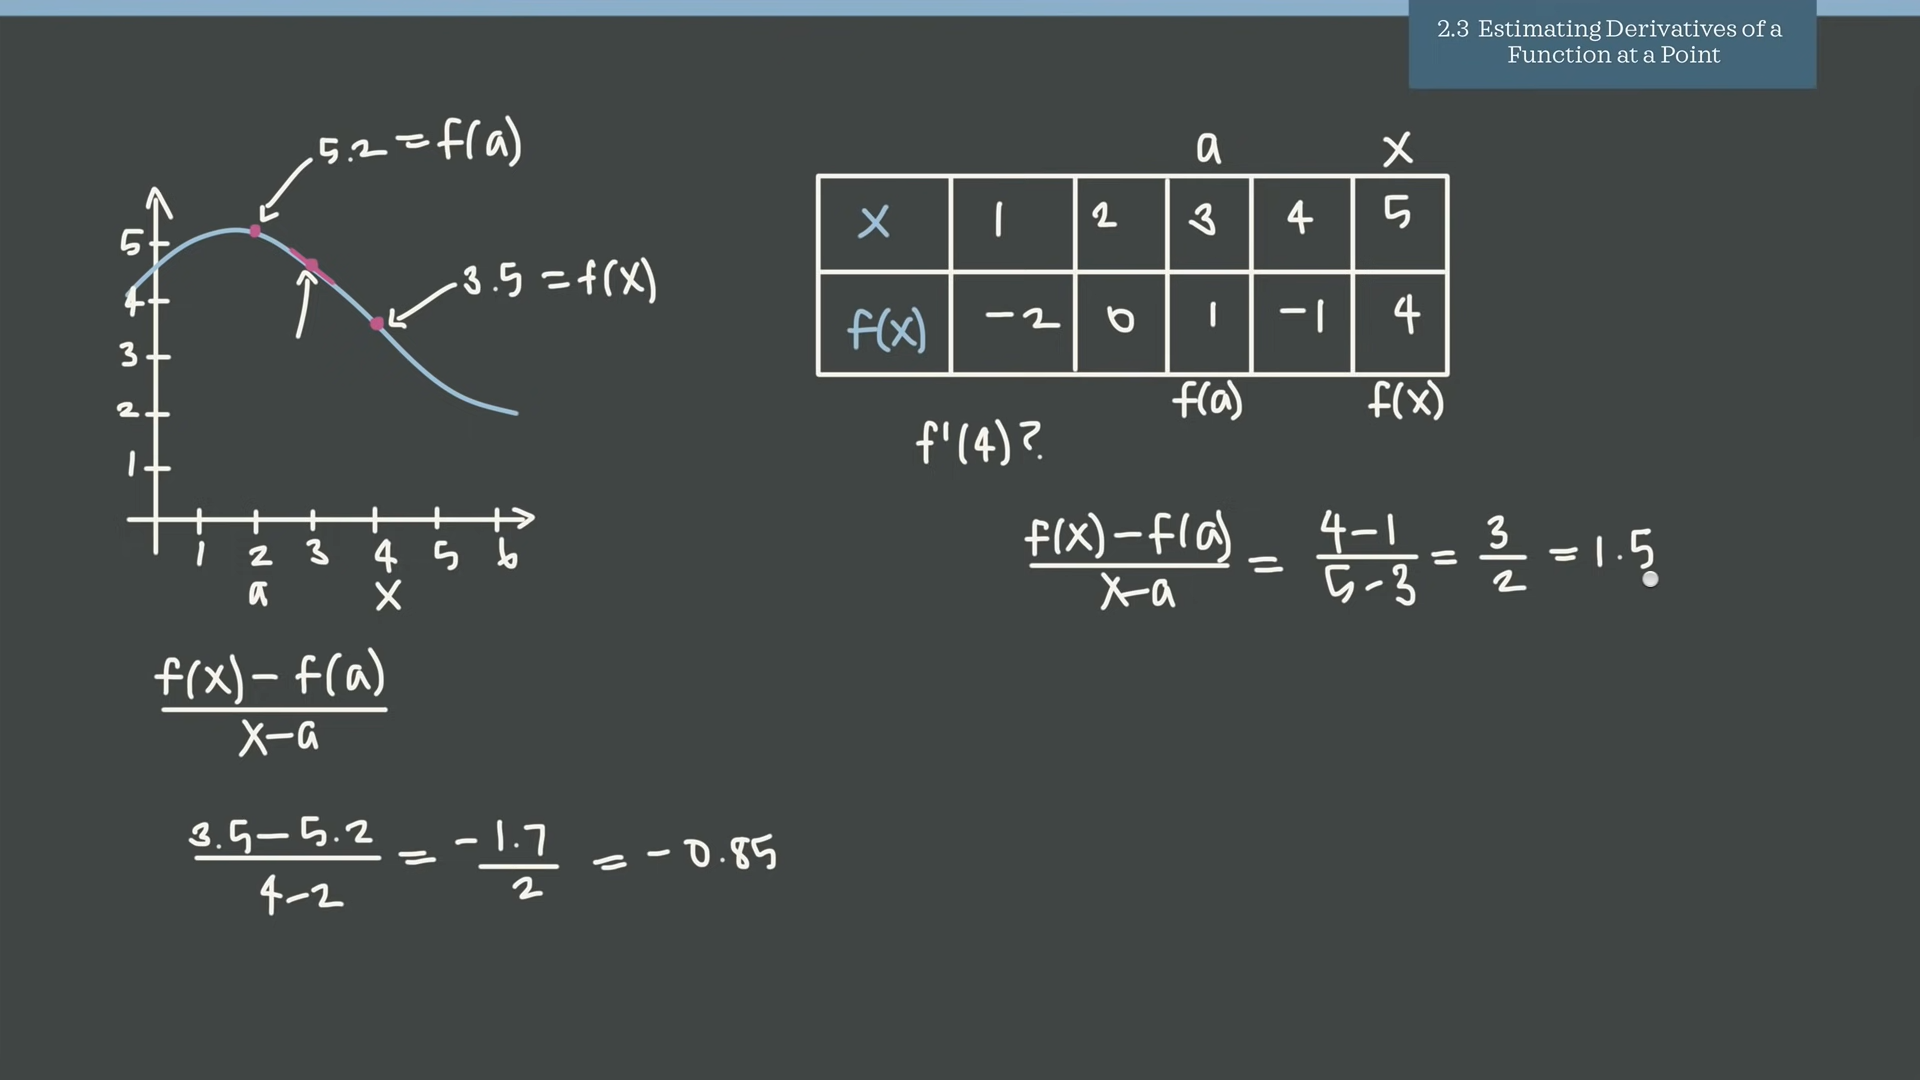 2.3 Estimating Derivatives of a
Function at a Point
5.2 = f(a)
3.5 = f(x)
5
4
3
2
1
1 2 3 4 5 6
a x
f(x) - f(a)
x-a
3.5 - 5.2 = - 1.7 = - 0.85
4-2 2
a x
x 1 2 3 4 5
f(x) -2 0 1 -1 4
f(a) f(x)
f'(4)?
f(x) - f(a) = 4-1 = 3 = 1.5
x-a 5-3 2